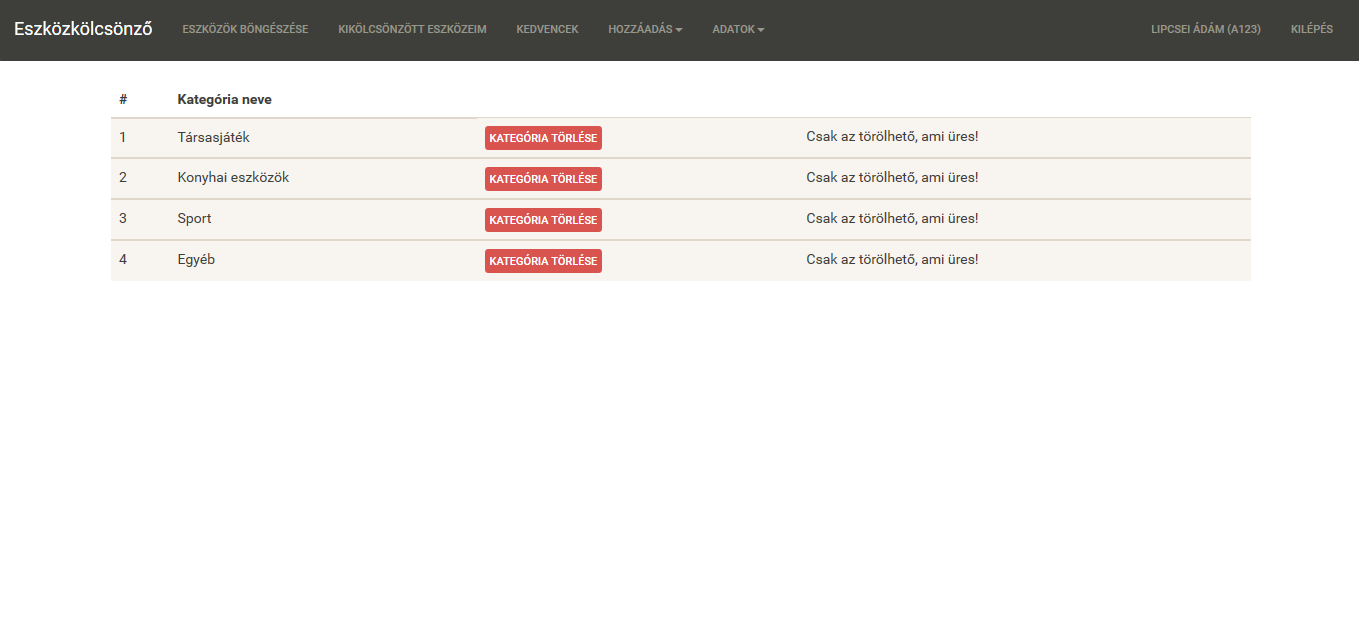 Eszközkölcsönző ESZKÖZÖK BÖNGÉSZÉSE KIKÖLCSÖNZÖTT ESZKÖZEIM KEDVENCEK HOZZÁADÁS ADATOK LIPCSEI ÁDÁM (A123) KILÉPÉS
# Kategória neve
1 Társasjáték KATEGÓRIA TÖRLÉSE Csak az törölhető, ami üres!
2 Konyhai eszközök KATEGÓRIA TÖRLÉSE Csak az törölhető, ami üres!
3 Sport KATEGÓRIA TÖRLÉSE Csak az törölhető, ami üres!
4 Egyéb KATEGÓRIA TÖRLÉSE Csak az törölhető, ami üres!